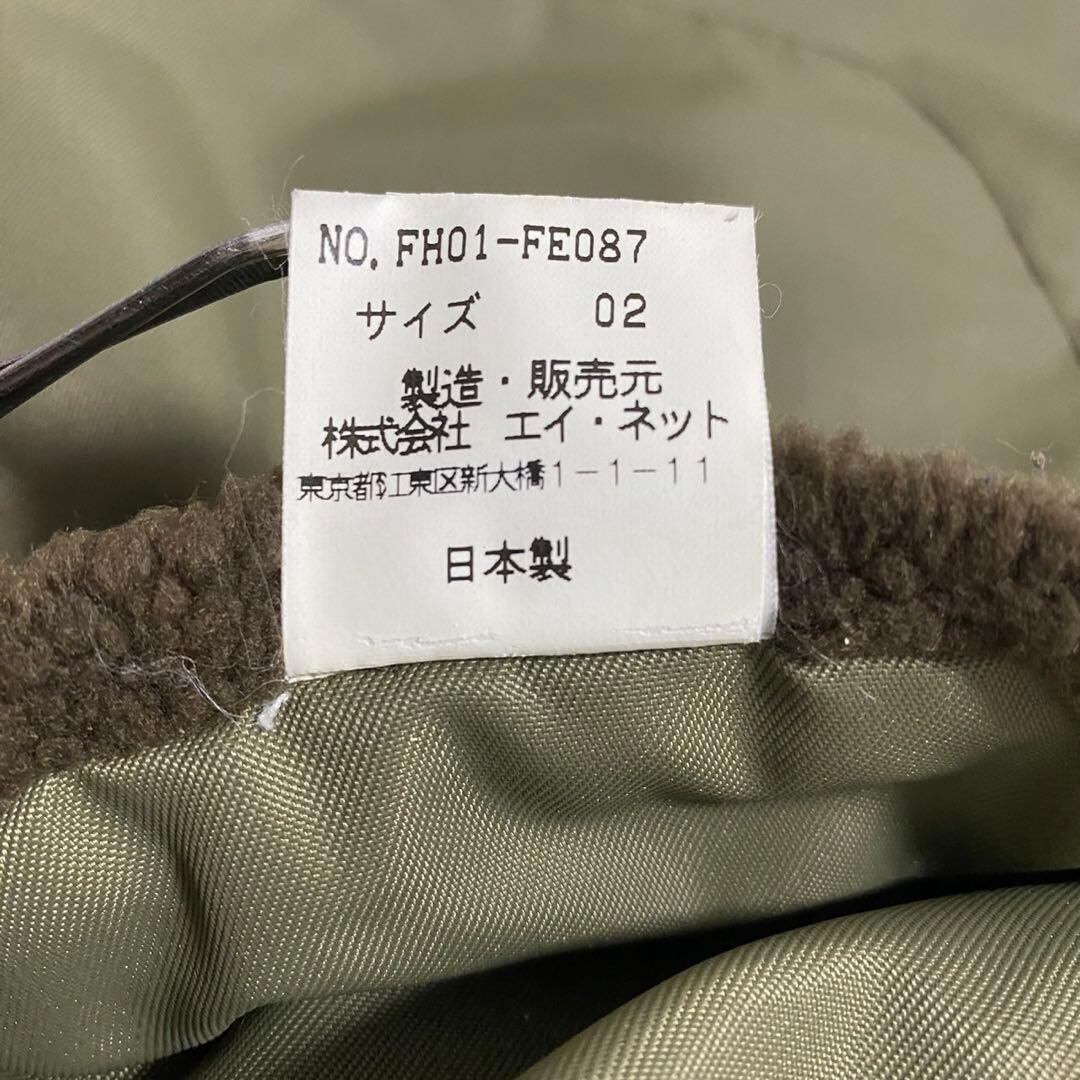 NO. FH01-FE087
サイズ 02
製造・販売元
株式会社 エイ・ネット
東京都江東区新大橋1-1-11
日本製